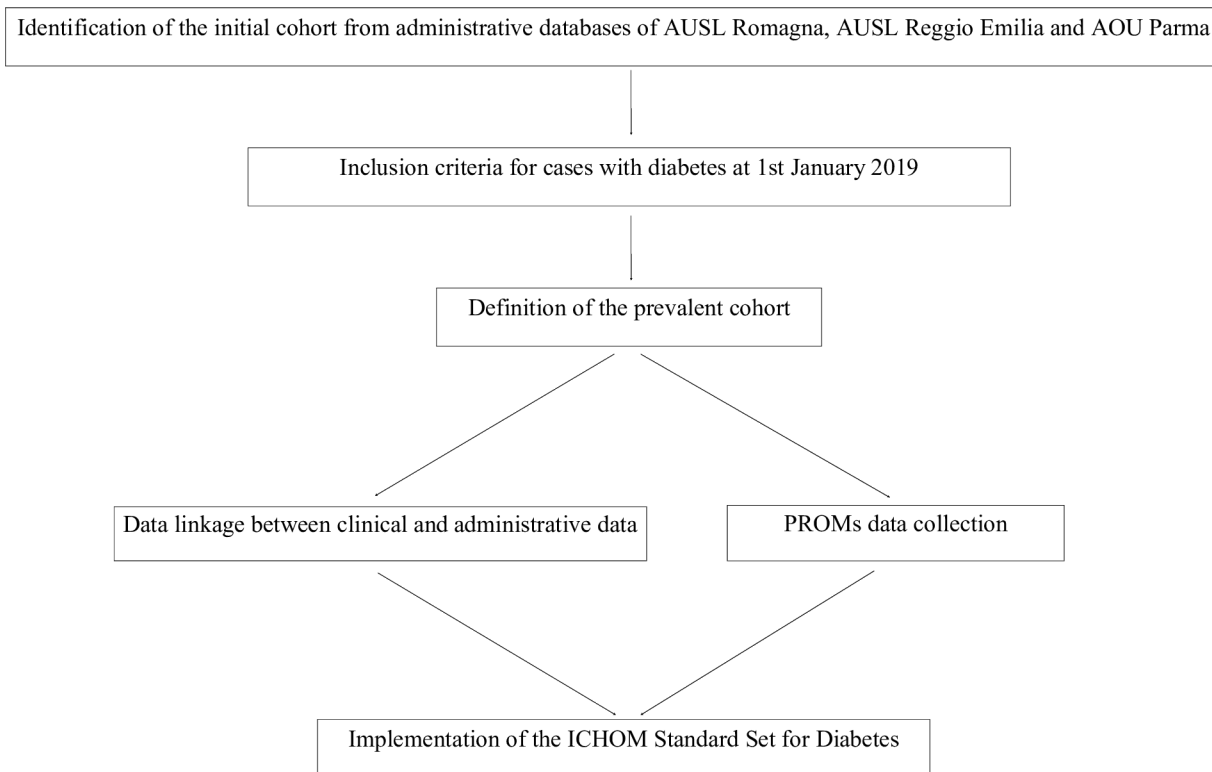 Identification of the initial cohort from administrative databases of AUSL Romagna, AUSL Reggio Emilia and AOU Parma
Inclusion criteria for cases with diabetes at 1st January 2019
Definition of the prevalent cohort
Data linkage between clinical and administrative data
PROMs data collection
Implementation of the ICHOM Standard Set for Diabetes